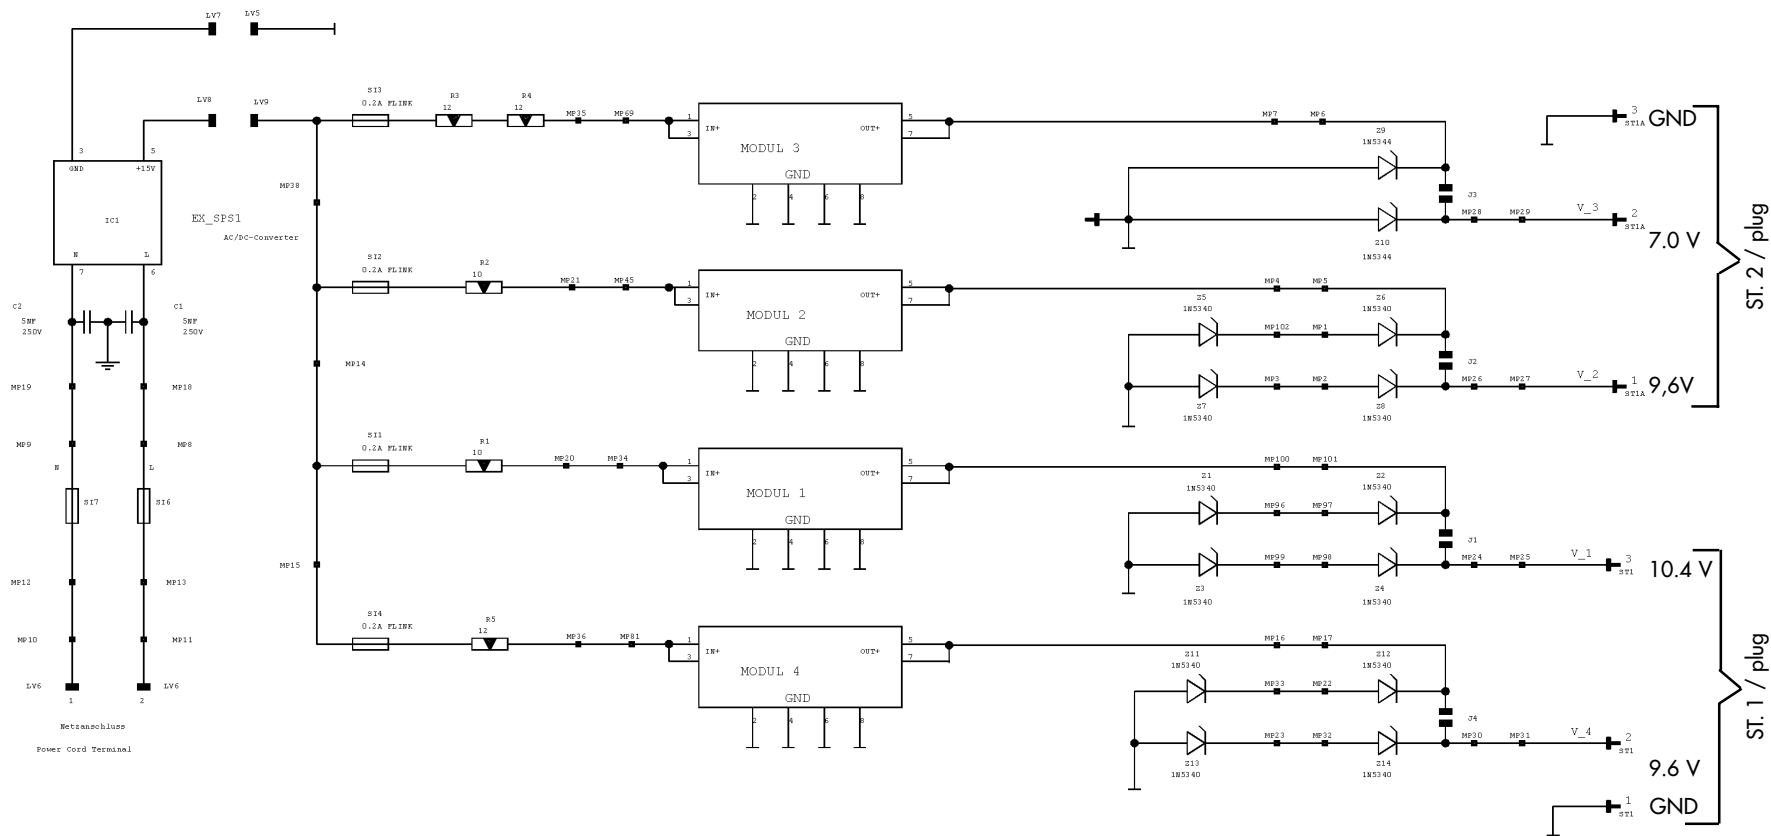 LV7
LV5
LV8
LV9
3
5
GND
+15V
IC1
N
L
7
6
EX_SPS1
AC/DC-Converter
C2
5NF
250V
C1
5NF
250V
MP19
MP18
MP9
MP8
N
L
SI7
SI6
MP12
MP13
MP10
MP11
LV6
LV6
1
2
Netzanschluss
Power Cord Terminal
MP38
MP14
MP15
SI3
0.2A FLINK
R3
12
R4
12
MP35
MP69
1
3
IN+
MODUL 3
GND
OUT+
5
7
2
4
6
8
MP7
MP6
Z9
1N5344
Z10
1N5344
J3
MP28
MP29
V_3
3
ST1A
GND
2
ST1A
7.0 V
SI2
0.2A FLINK
R2
10
MP21
MP45
1
3
IN+
MODUL 2
GND
OUT+
5
7
2
4
6
8
MP4
MP5
Z5
1N5340
Z6
1N5340
MP102
MP1
MP3
MP2
Z7
1N5340
Z8
1N5340
J2
MP26
MP27
V_2
1
ST1A
9,6V
ST. 2 / plug
SI1
0.2A FLINK
R1
10
MP20
MP34
1
3
IN+
MODUL 1
GND
OUT+
5
7
2
4
6
8
MP100
MP101
Z1
1N5340
Z2
1N5340
MP96
MP97
MP99
MP98
Z3
1N5340
Z4
1N5340
J1
MP24
MP25
V_1
3
ST1
10.4 V
SI4
0.2A FLINK
R5
12
MP36
MP81
1
3
IN+
MODUL 4
GND
OUT+
5
7
2
4
6
8
MP16
MP17
Z11
1N5340
Z12
1N5340
MP33
MP22
MP23
MP32
Z13
1N5340
Z14
1N5340
J4
MP30
MP31
V_4
2
ST1
9.6 V
1
ST1
GND
ST. 1 / plug